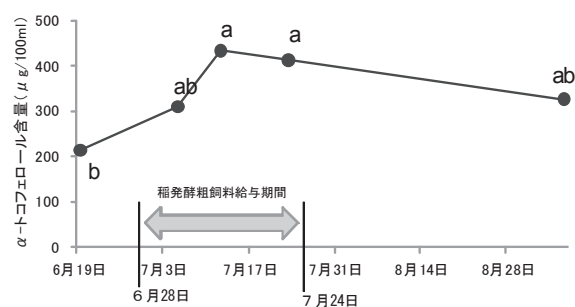 α-トコフェロール含量(μg/100ml)
500
400
300
200
100
0
b
ab
a
a
ab
稲発酵粗飼料給与期間
6月19日
7月3日
7月17日
7月31日
8月14日
8月28日
6月28日
7月24日